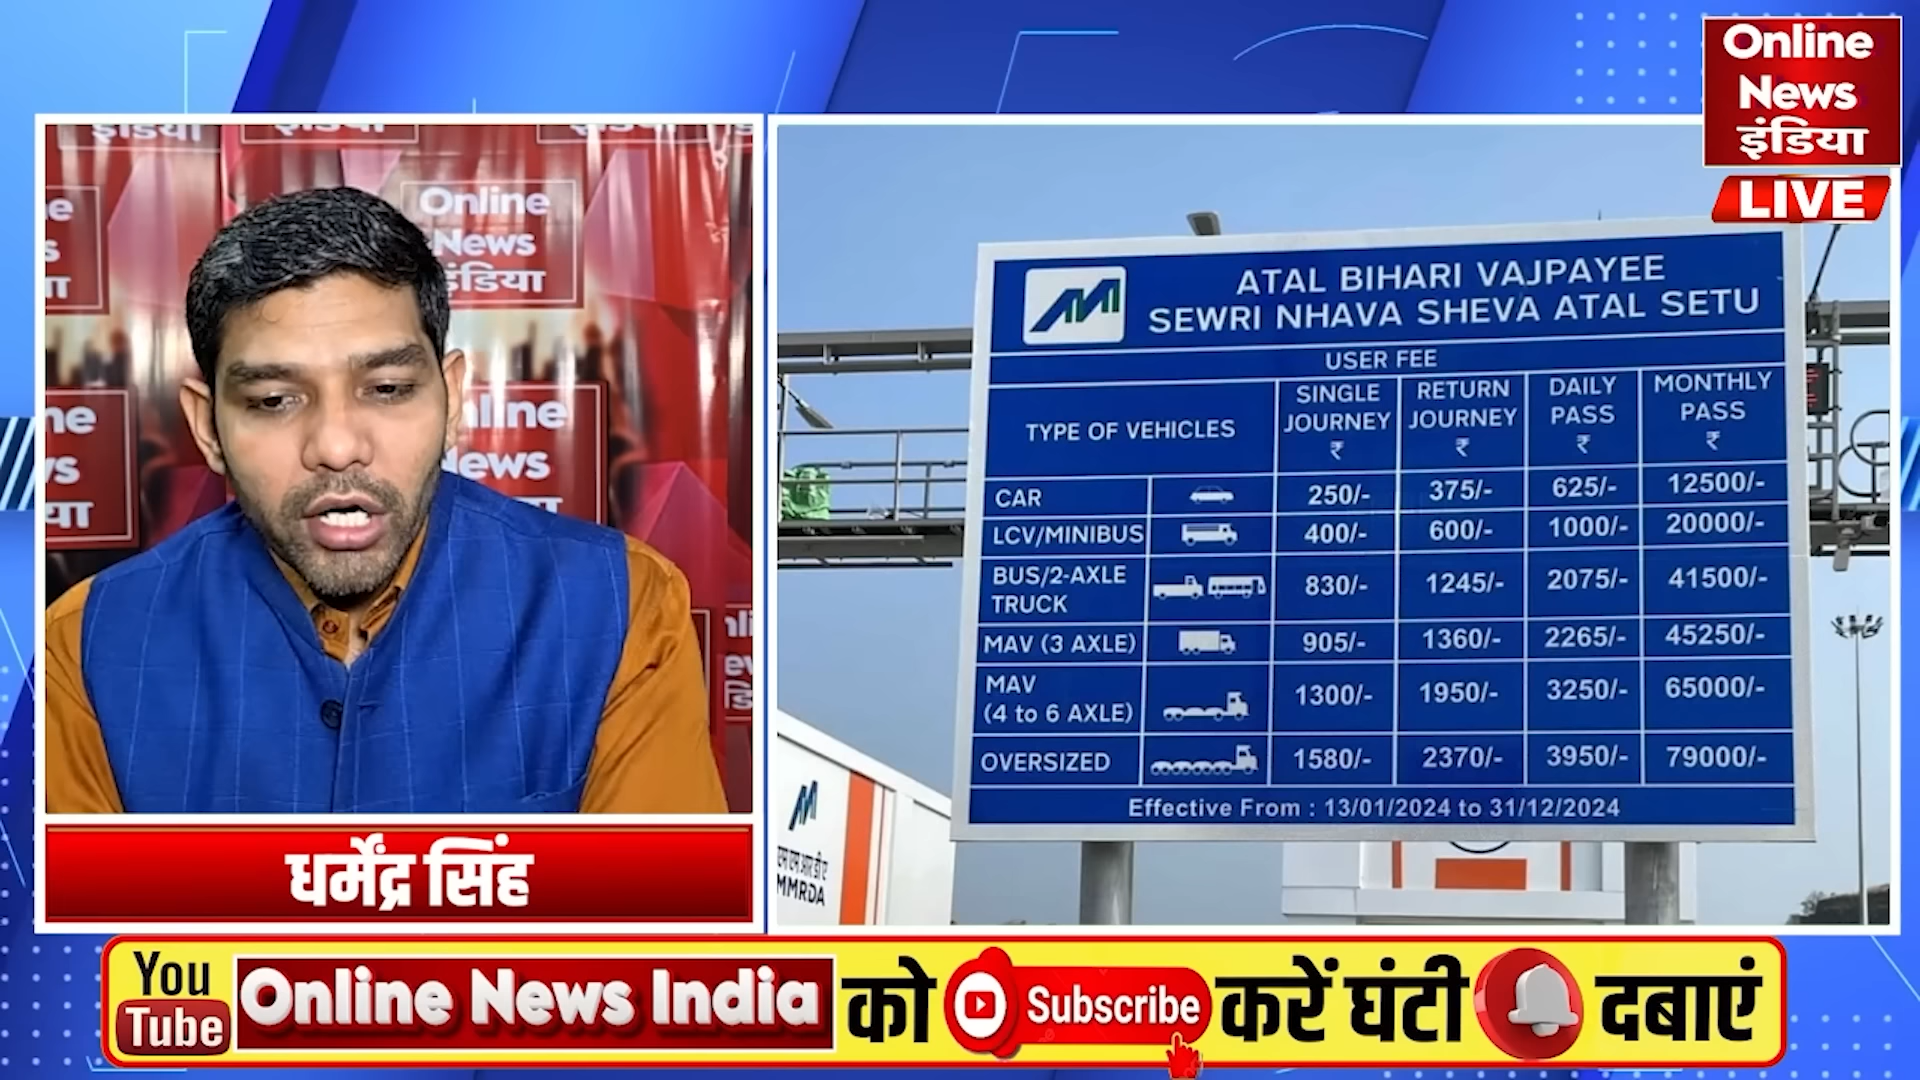 Online
News
इंडिया
LIVE
इंडिया
Online
News
इंडिया
ATAL BIHARI VAJPAYEE
SEWRI NHAVA SHEVA ATAL SETU
USER FEE
TYPE OF VEHICLES SINGLE JOURNEY ₹ RETURN JOURNEY ₹ DAILY PASS ₹ MONTHLY PASS ₹
CAR 250/- 375/- 625/- 12500/-
LCV/MINIBUS 400/- 600/- 1000/- 20000/-
BUS/2-AXLE TRUCK 830/- 1245/- 2075/- 41500/-
MAV (3 AXLE) 905/- 1360/- 2265/- 45250/-
MAV (4 to 6 AXLE) 1300/- 1950/- 3250/- 65000/-
OVERSIZED 1580/- 2370/- 3950/- 79000/-
Effective From : 13/01/2024 to 31/12/2024
एमएमआरडीए
MMRDA
धर्मेंद्र सिंह
YouTube Online News India को Subscribe करें घंटी दबाएं